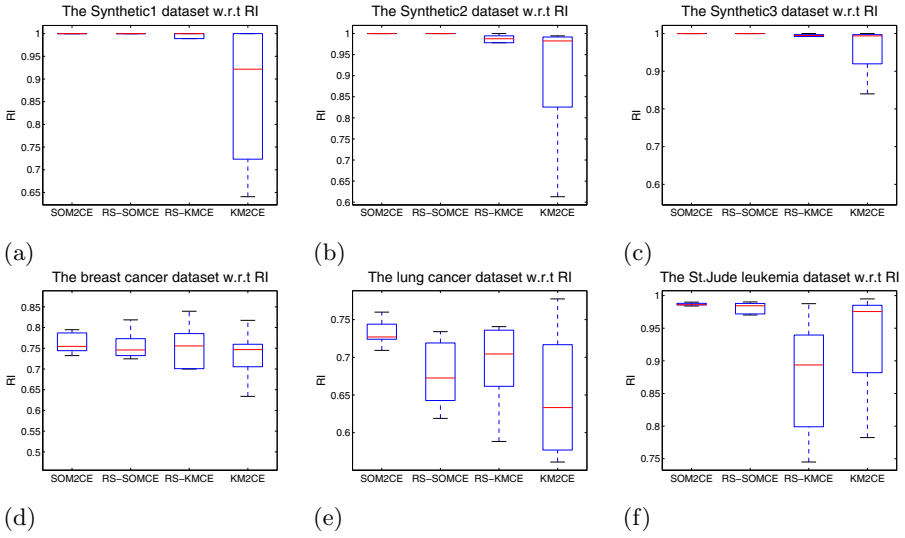 The Synthetic1 dataset w.r.t RI
1
0.95
0.9
0.85
0.8
0.75
0.7
0.65
RI
SOM2CE RS−SOMCE RS−KMCE KM2CE
(a)
The Synthetic2 dataset w.r.t RI
1
0.95
0.9
0.85
0.8
0.75
0.7
0.65
0.6
RI
SOM2CE RS−SOMCE RS−KMCE KM2CE
(b)
The Synthetic3 dataset w.r.t RI
1
0.9
0.8
0.7
0.6
RI
SOM2CE RS−SOMCE RS−KMCE KM2CE
(c)
The breast cancer dataset w.r.t RI
0.85
0.8
0.75
0.7
0.65
0.6
0.55
0.5
RI
SOM2CE RS−SOMCE RS−KMCE KM2CE
(d)
The lung cancer dataset w.r.t RI
0.75
0.7
0.65
0.6
RI
SOM2CE RS−SOMCE RS−KMCE KM2CE
(e)
The St.Jude leukemia dataset w.r.t RI
1
0.95
0.9
0.85
0.8
0.75
RI
SOM2CE RS−SOMCE RS−KMCE KM2CE
(f)